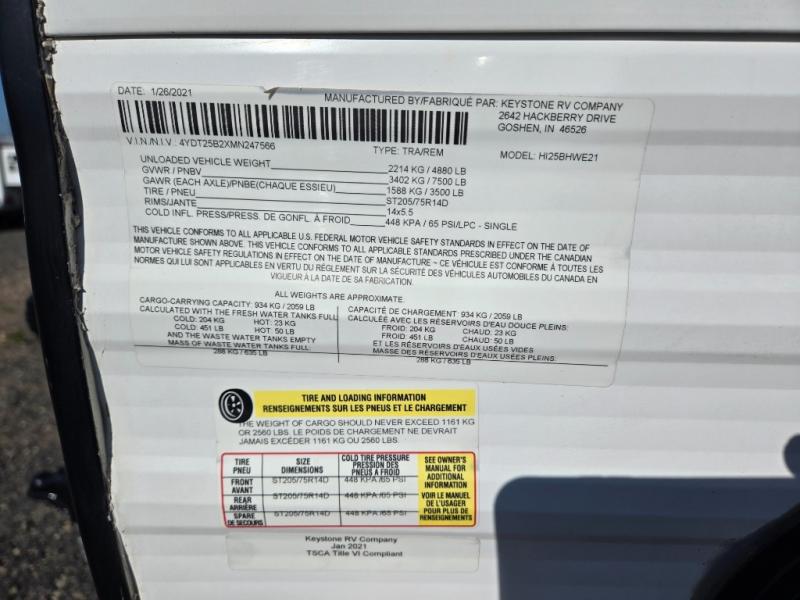 DATE: 1/26/2021
MANUFACTURED BY/FABRIQUÉ PAR: KEYSTONE RV COMPANY
2642 HACKBERRY DRIVE
GOSHEN, IN 46526
V.I.N./N.I.V.: 4YDT25B2XMN247566
TYPE: TRA/REM
MODEL: HI25BHWE21
UNLOADED VEHICLE WEIGHT 2214 KG / 4880 LB
GVWR / PNBV 3402 KG / 7500 LB
GAWR (EACH AXLE)/PNBE(CHAQUE ESSIEU) 1588 KG / 3500 LB
TIRE / PNEU ST205/75R14D
RIMS/JANTE 14x5.5
COLD INFL. PRESS/PRESS. DE GONFL. À FROID 448 KPA / 65 PSI/LPC - SINGLE
THIS VEHICLE CONFORMS TO ALL APPLICABLE U.S. FEDERAL MOTOR VEHICLE SAFETY STANDARDS IN EFFECT ON THE DATE OF
MANUFACTURE SHOWN ABOVE. THIS VEHICLE CONFORMS TO ALL APPLICABLE STANDARDS PRESCRIBED UNDER THE CANADIAN
MOTOR VEHICLE SAFETY REGULATIONS IN EFFECT ON THE DATE OF MANUFACTURE ~ CE VÉHICULE EST CONFORME À TOUTES LES
NORMES QUI LUI SONT APPLICABLES EN VERTU DU RÈGLEMENT SUR LA SÉCURITÉ DES VÉHICULES AUTOMOBILES DU CANADA EN
VIGUEUR À LA DATE DE SA FABRICATION.
ALL WEIGHTS ARE APPROXIMATE.
CARGO-CARRYING CAPACITY: 934 KG / 2059 LB
CALCULATED WITH THE FRESH WATER TANKS FULL
COLD: 204 KG HOT: 23 KG
COLD: 451 LB HOT: 50 LB
AND THE WASTE WATER TANKS EMPTY
MASS OF WASTE WATER TANKS FULL:
288 KG / 635 LB
CAPACITÉ DE CHARGEMENT: 934 KG / 2059 LB
CALCULÉE AVEC LES RÉSERVOIRS D'EAU DOUCE PLEINS:
FROID: 204 KG CHAUD: 23 KG
FROID: 451 LB CHAUD: 50 LB
ET LES RÉSERVOIRS D'EAUX USÉES VIDES
MASSE DES RÉSERVOIRS D'EAUX USÉES PLEINS:
288 KG / 635 LB
TIRE AND LOADING INFORMATION
RENSEIGNEMENTS SUR LES PNEUS ET LE CHARGEMENT
THE WEIGHT OF CARGO SHOULD NEVER EXCEED 1161 KG
OR 2560 LBS. LE POIDS DE CHARGEMENT NE DEVRAIT
JAMAIS EXCÉDER 1161 KG OU 2560 LBS.
TIRE
PNEU
SIZE
DIMENSIONS
COLD TIRE PRESSURE
PRESSION DES
PNEUS A FROID
FRONT
AVANT
ST205/75R14D
448 KPA /65 PSI
REAR
ARRIÈRE
ST205/75R14D
448 KPA /65 PSI
SPARE
DE SECOURS
ST205/75R14D
448 KPA /65 PSI
SEE OWNER'S
MANUAL FOR
ADDITIONAL
INFORMATION
VOIR LE MANUEL
DE L'USAGER
POUR PLUS DE
RENSEIGNEMENTS
Keystone RV Company
Jan 2021
TSCA Title VI Compliant